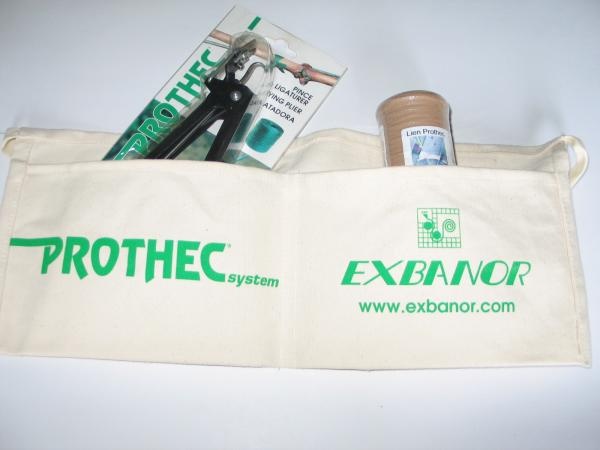 PROTHEC
PINCE
LIGATURER
TYING PLIER
ATADORA
Lien Prothec
PROTHEC
system
EXBANOR
www.exbanor.com